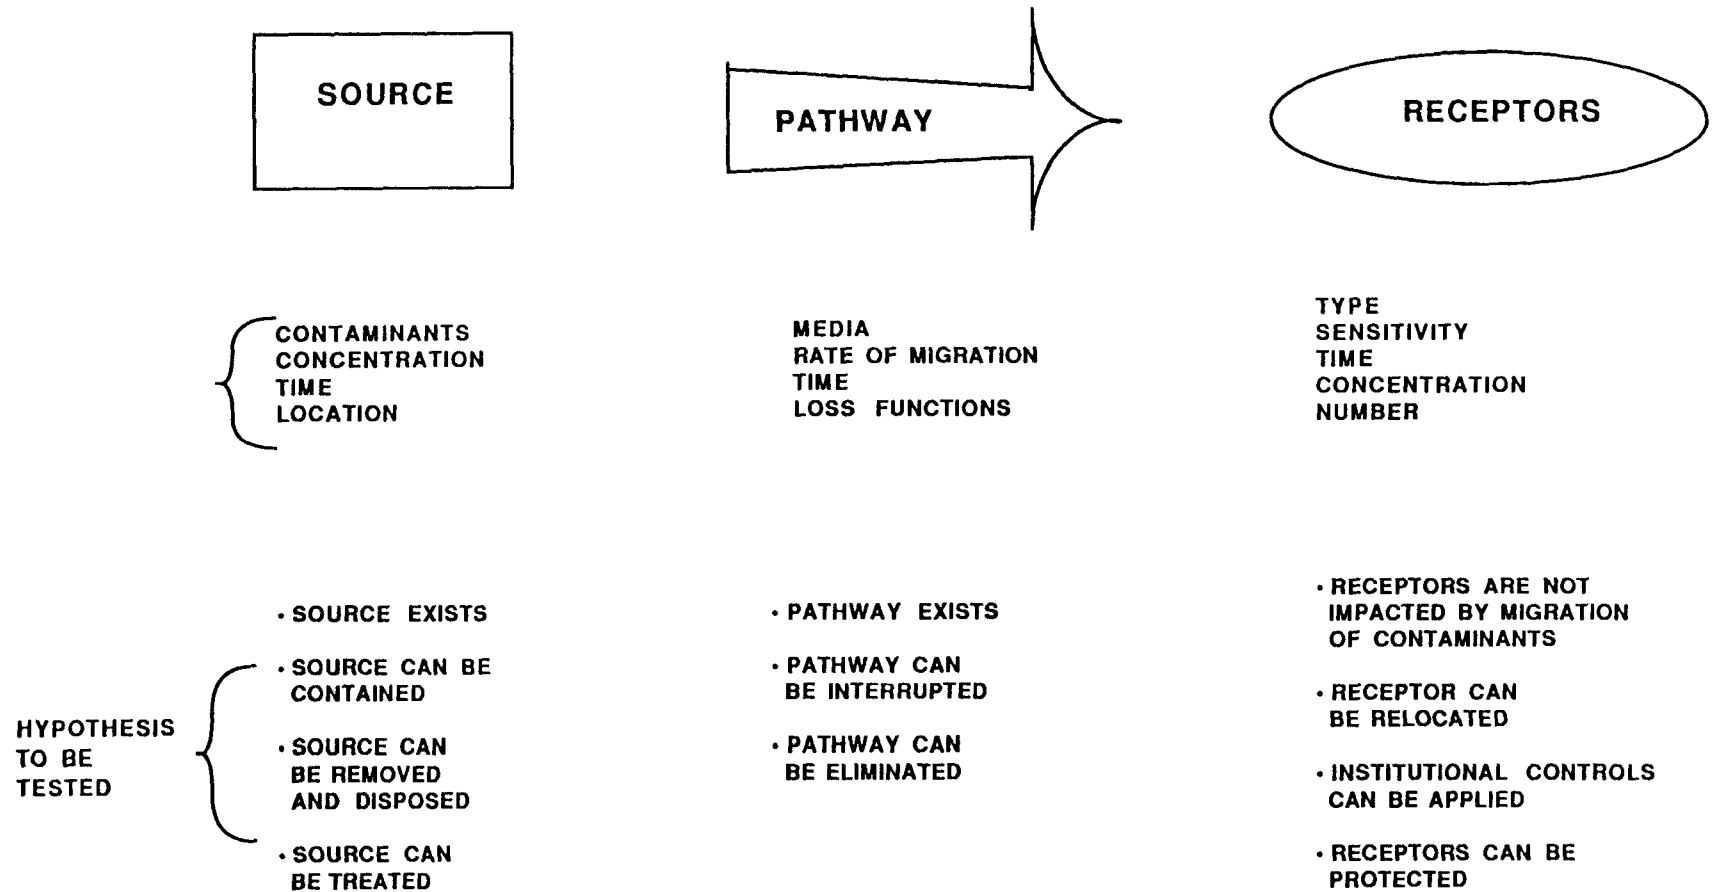 SOURCE
PATHWAY
RECEPTORS
CONTAMINANTS
CONCENTRATION
TIME
LOCATION
MEDIA
RATE OF MIGRATION
TIME
LOSS FUNCTIONS
TYPE
SENSITIVITY
TIME
CONCENTRATION
NUMBER
HYPOTHESIS
TO BE
TESTED
• SOURCE EXISTS
• SOURCE CAN BE
CONTAINED
• SOURCE CAN
BE REMOVED
AND DISPOSED
• SOURCE CAN
BE TREATED
• PATHWAY EXISTS
• PATHWAY CAN
BE INTERRUPTED
• PATHWAY CAN
BE ELIMINATED
• RECEPTORS ARE NOT
IMPACTED BY MIGRATION
OF CONTAMINANTS
• RECEPTOR CAN
BE RELOCATED
• INSTITUTIONAL CONTROLS
CAN BE APPLIED
• RECEPTORS CAN BE
PROTECTED